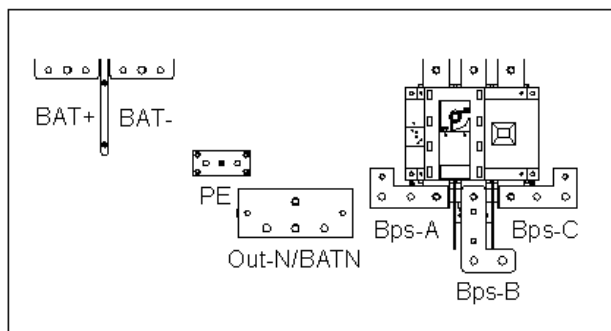 BAT+ BAT-
PE
Out-N/BATN
Bps-A
Bps-B
Bps-C